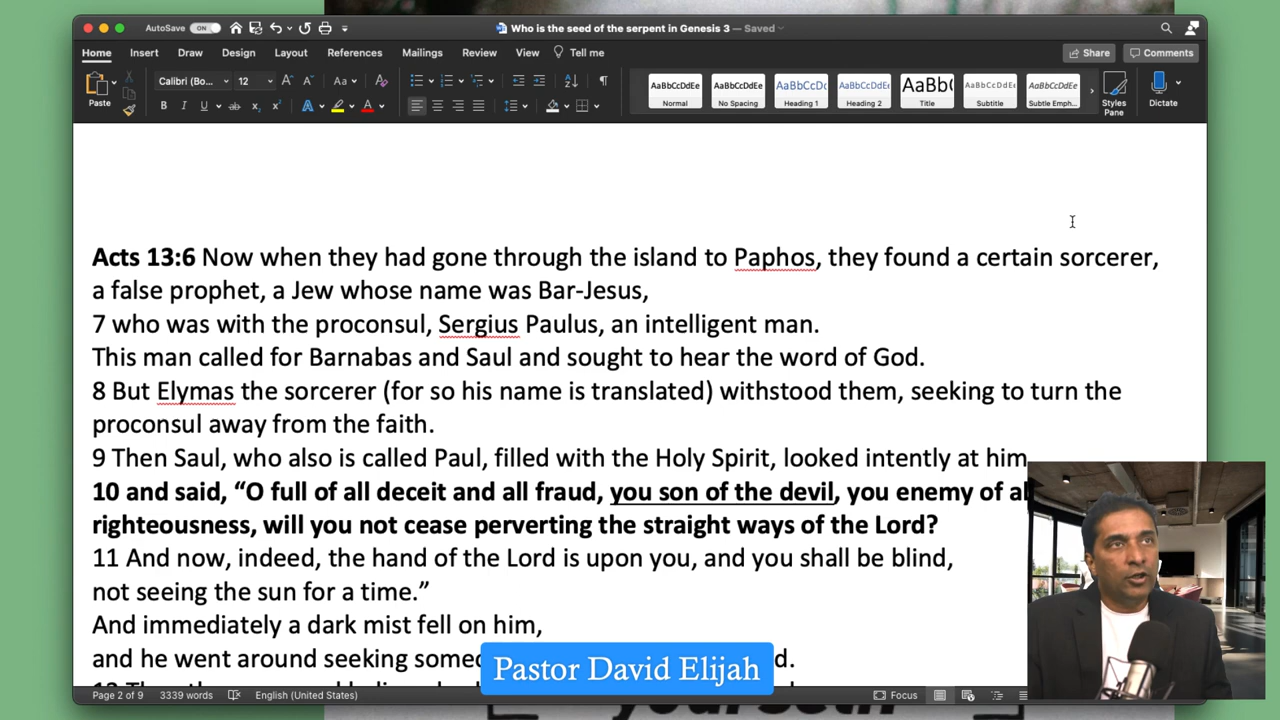 AutoSave ON
Who is the seed of the serpent in Genesis 3 — Saved
Home Insert Draw Design Layout References Mailings Review View Tell me
Share Comments
Paste
Calibri (Bo... 12
AaBbCcDdEe AaBbCcDdEe AaBbCcDc AaBbCcDdEe AaBb( AaBbCcDdEe AaBbCcDdEe
Normal No Spacing Heading 1 Heading 2 Title Subtitle Subtle Emph...
Styles Pane
Dictate
Acts 13:6 Now when they had gone through the island to Paphos, they found a certain sorcerer,
a false prophet, a Jew whose name was Bar-Jesus,
7 who was with the proconsul, Sergius Paulus, an intelligent man.
This man called for Barnabas and Saul and sought to hear the word of God.
8 But Elymas the sorcerer (for so his name is translated) withstood them, seeking to turn the
proconsul away from the faith.
9 Then Saul, who also is called Paul, filled with the Holy Spirit, looked intently at him
10 and said, “O full of all deceit and all fraud, you son of the devil, you enemy of al
righteousness, will you not cease perverting the straight ways of the Lord?
11 And now, indeed, the hand of the Lord is upon you, and you shall be blind,
not seeing the sun for a time.”
And immediately a dark mist fell on him,
and he went around seeking some
Pastor David Elijah
Page 2 of 9 3339 words English (United States) Focus